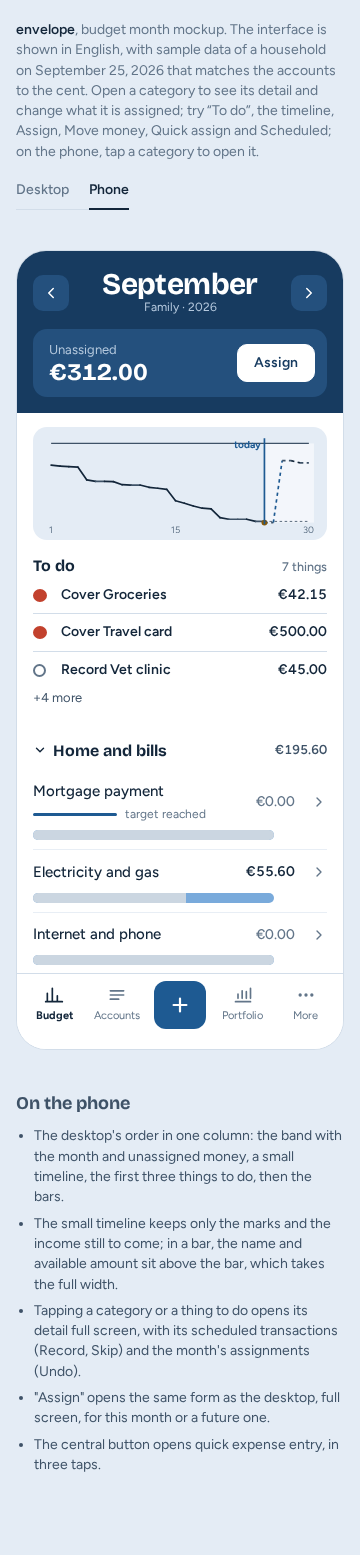 envelope, budget month mockup. The interface is
shown in English, with sample data of a household
on September 25, 2026 that matches the accounts
to the cent. Open a category to see its detail and
change what it is assigned; try “To do”, the timeline,
Assign, Move money, Quick assign and Scheduled;
on the phone, tap a category to open it.
Desktop Phone
September
Family · 2026
Unassigned
€312.00
Assign
today
1 15 30
To do 7 things
Cover Groceries €42.15
Cover Travel card €500.00
Record Vet clinic €45.00
+4 more
Home and bills €195.60
Mortgage payment €0.00
target reached
Electricity and gas €55.60
Internet and phone €0.00
Budget Accounts Portfolio More
On the phone
• The desktop's order in one column: the band with
the month and unassigned money, a small
timeline, the first three things to do, then the
bars.
• The small timeline keeps only the marks and the
income still to come; in a bar, the name and
available amount sit above the bar, which takes
the full width.
• Tapping a category or a thing to do opens its
detail full screen, with its scheduled transactions
(Record, Skip) and the month's assignments
(Undo).
• "Assign" opens the same form as the desktop, full
screen, for this month or a future one.
• The central button opens quick expense entry, in
three taps.